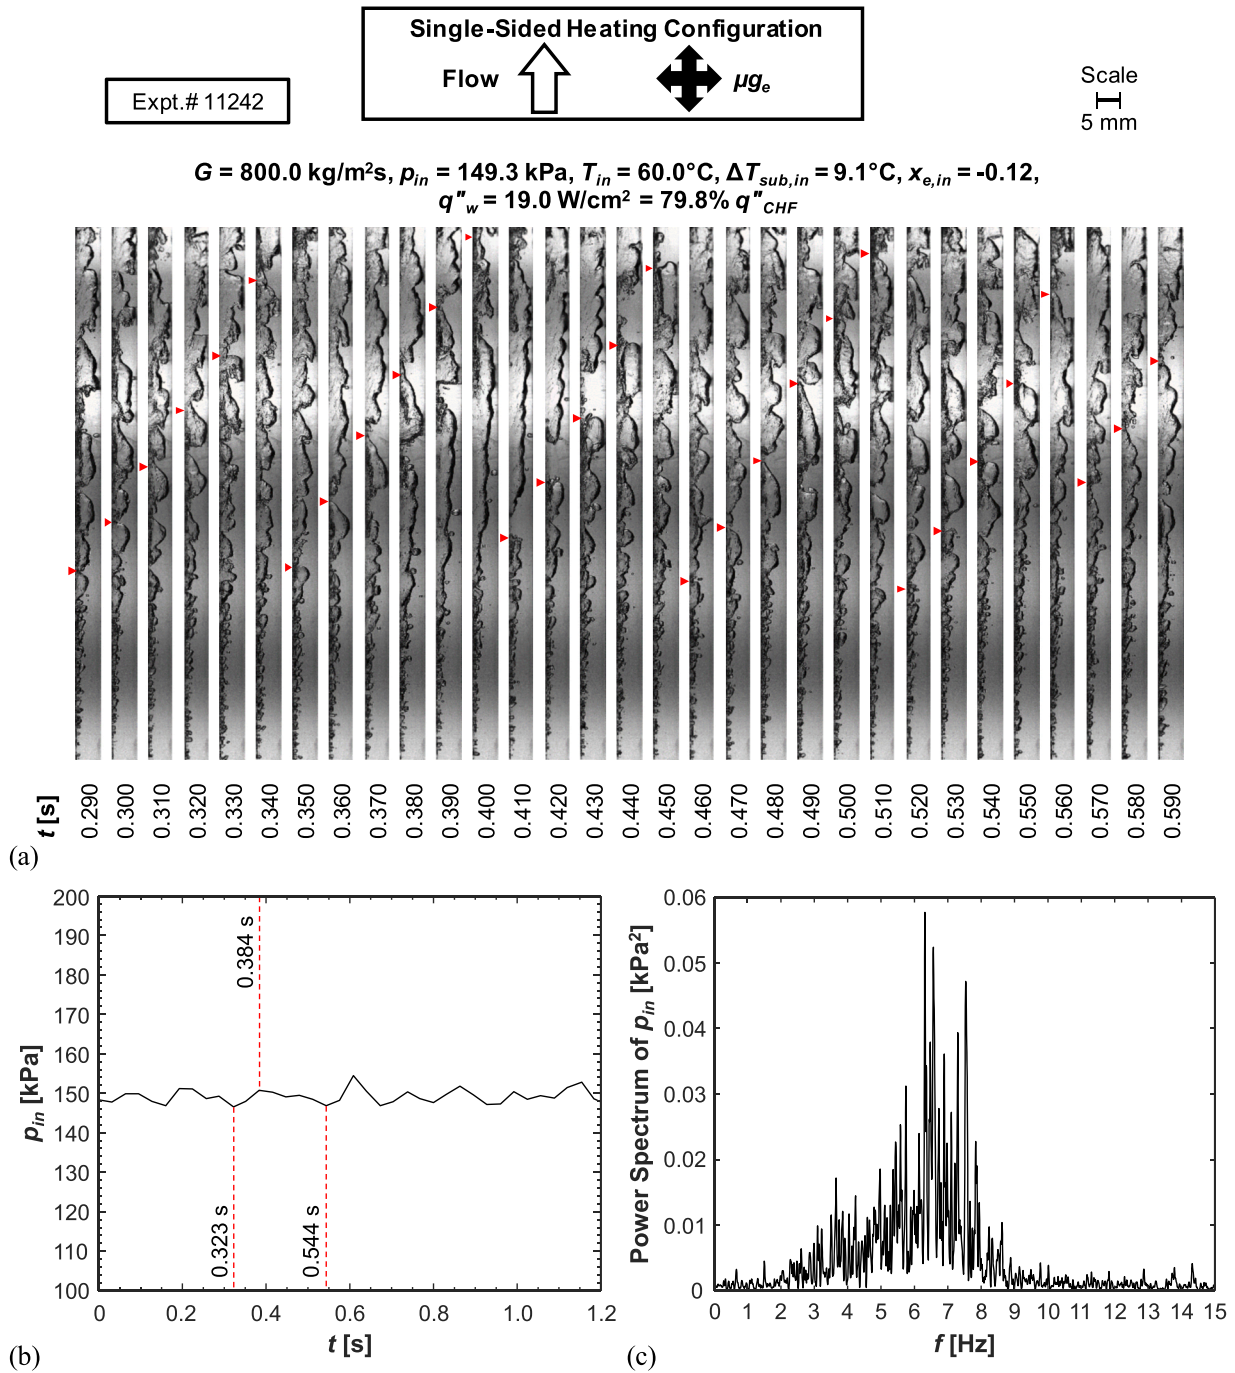 Single-Sided Heating Configuration
Flow
μgₑ
Expt.# 11242
Scale
5 mm
G = 800.0 kg/m²s, p_in = 149.3 kPa, T_in = 60.0°C, ΔT_sub,in = 9.1°C, x_e,in = -0.12,
q″_w = 19.0 W/cm² = 79.8% q″_CHF
t [s]
0.290
0.300
0.310
0.320
0.330
0.340
0.350
0.360
0.370
0.380
0.390
0.400
0.410
0.420
0.430
0.440
0.450
0.460
0.470
0.480
0.490
0.500
0.510
0.520
0.530
0.540
0.550
0.560
0.570
0.580
0.590
(a)
200
190
180
170
160
150
140
130
120
110
100
p_in [kPa]
0.384 s
0.323 s
0.544 s
0
0.2
0.4
0.6
0.8
1.0
1.2
t [s]
(b)
0.06
0.05
0.04
0.03
0.02
0.01
0
Power Spectrum of p_in [kPa²]
0 1 2 3 4 5 6 7 8 9 10 11 12 13 14 15
f [Hz]
(c)